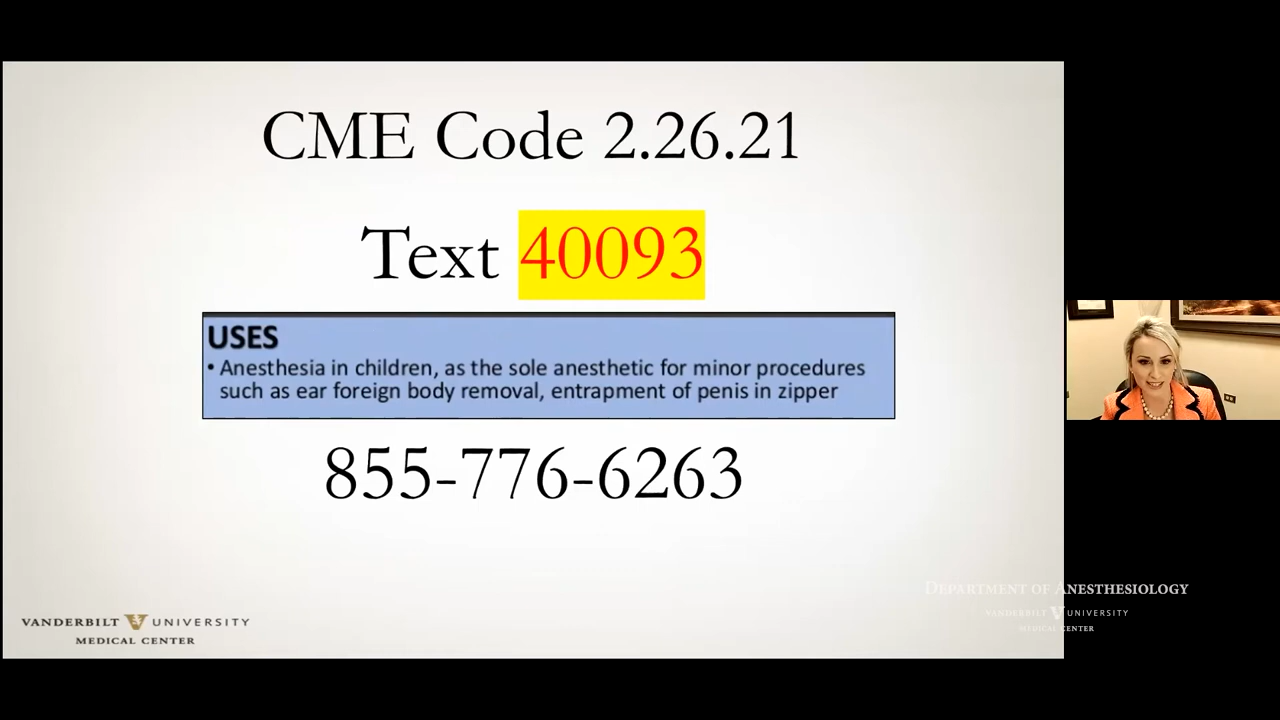 CME Code 2.26.21
Text 40093
USES
• Anesthesia in children, as the sole anesthetic for minor procedures
such as ear foreign body removal, entrapment of penis in zipper
855-776-6263
VANDERBILT V UNIVERSITY
MEDICAL CENTER
DEPARTMENT OF ANESTHESIOLOGY
VANDERBILT V UNIVERSITY
MEDICAL CENTER